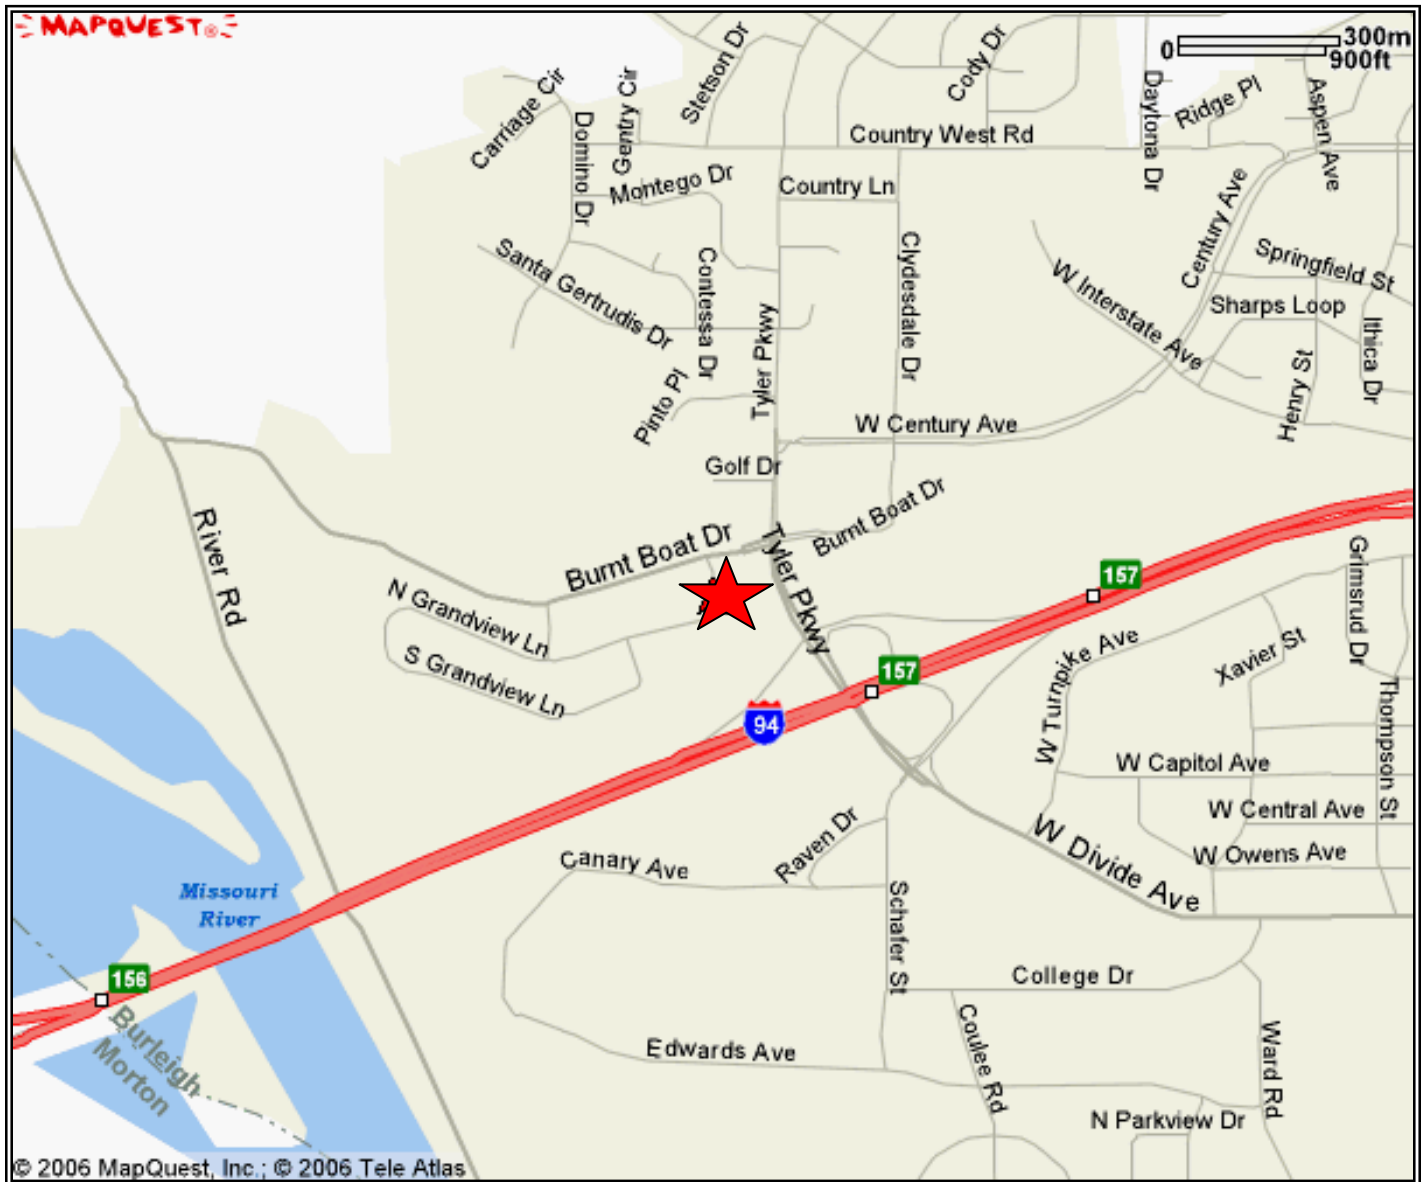 MAPQUEST®
0 300m
900ft
Stetson Dr
Cody Dr
Carriage Cir
Gentry Cir
Domino Dr
Daytona Dr
Ridge Pl
Aspen Ave
Country West Rd
Montego Dr
Country Ln
Century Ave
Santa Gertrudis Dr
Contessa Dr
Clydesdale Dr
Tyler Pkwy
W Interstate Ave
Springfield St
Sharps Loop
Ithica Dr
Henry St
Pinto Pl
W Century Ave
Golf Dr
Burnt Boat Dr
Burnt Boat Dr
Tyler Pkwy
River Rd
N Grandview Ln
S Grandview Ln
157
157
94
Grimsrud Dr
W Turnpike Ave
Xavier St
Thompson St
W Capitol Ave
W Central Ave
W Owens Ave
W Divide Ave
Raven Dr
Canary Ave
Schafer St
Missouri
River
156
Burleigh
Morton
College Dr
Edwards Ave
Coulee Rd
Ward Rd
N Parkview Dr
© 2006 MapQuest, Inc.; © 2006 Tele Atlas